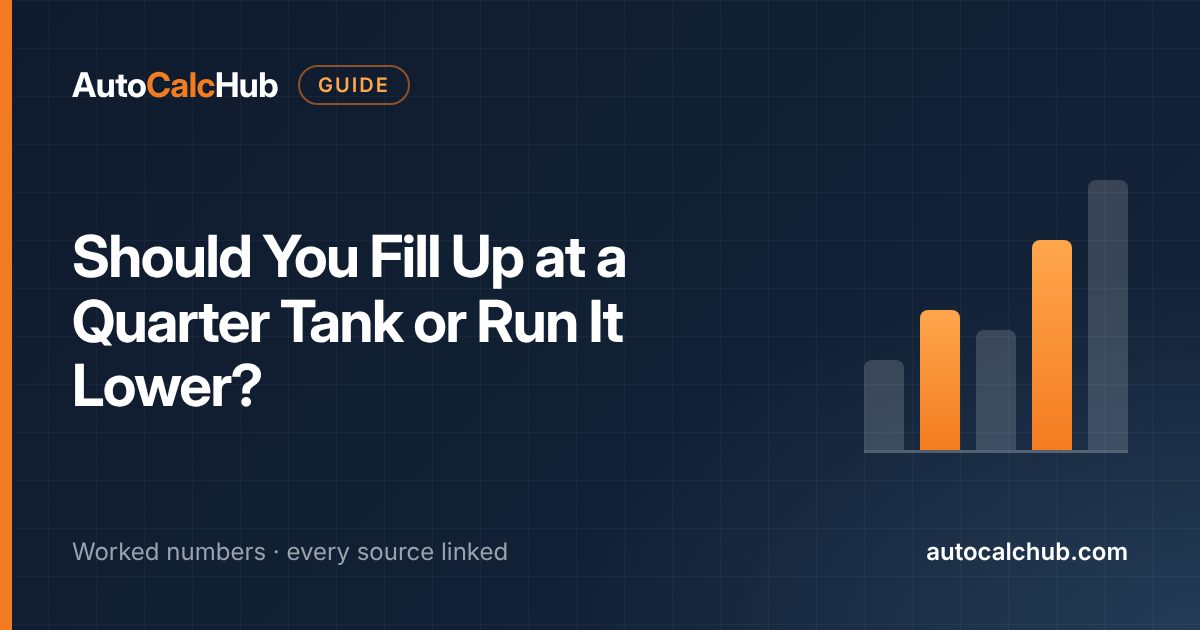 AutoCalcHub GUIDE
Should You Fill Up at a
Quarter Tank or Run It
Lower?
Worked numbers · every source linked
autocalchub.com